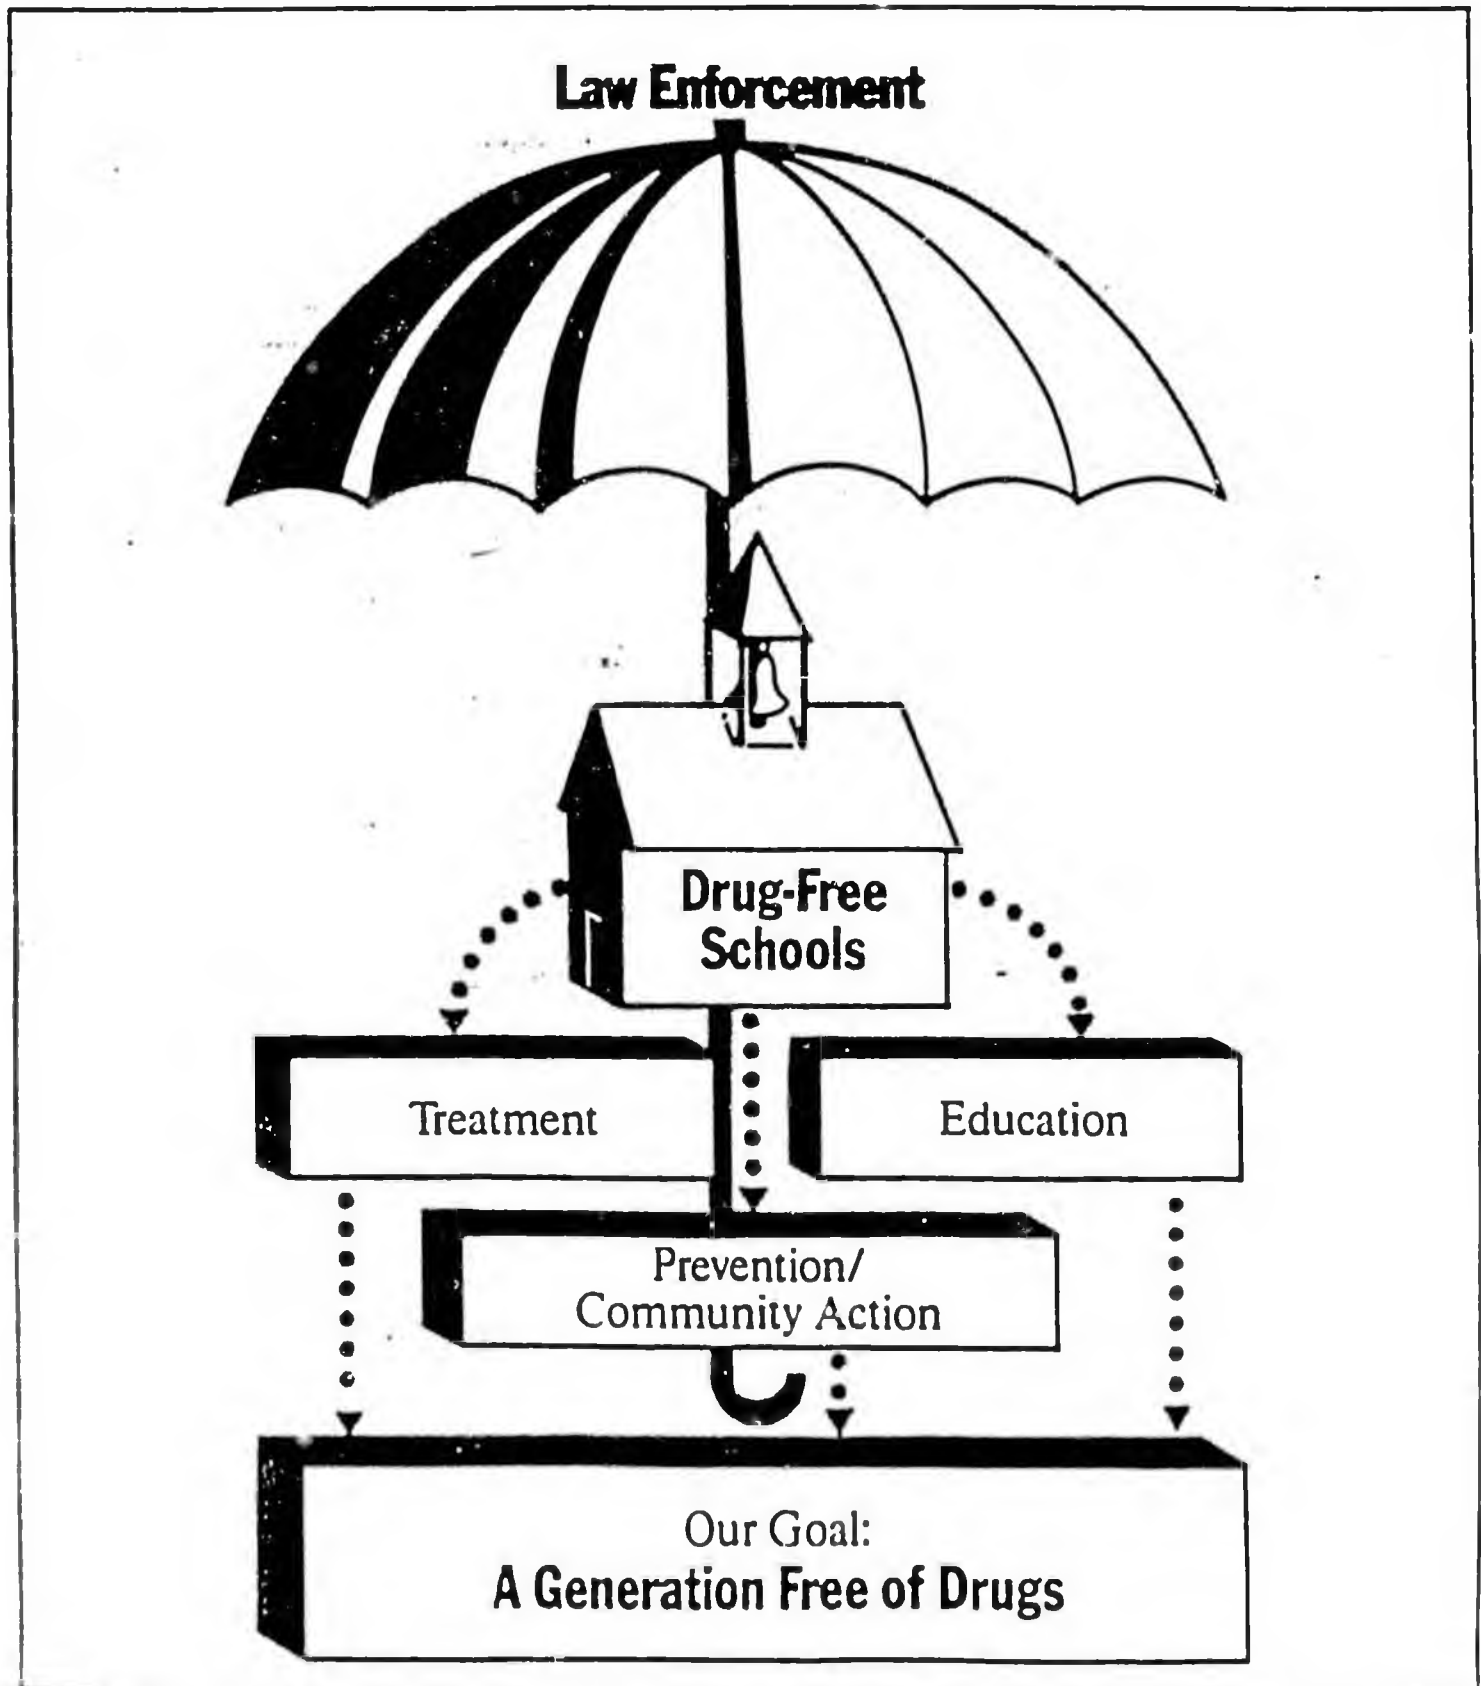 Law Enforcement
Drug-Free
Schools
Treatment
Education
Prevention/
Community Action
Our Goal:
A Generation Free of Drugs